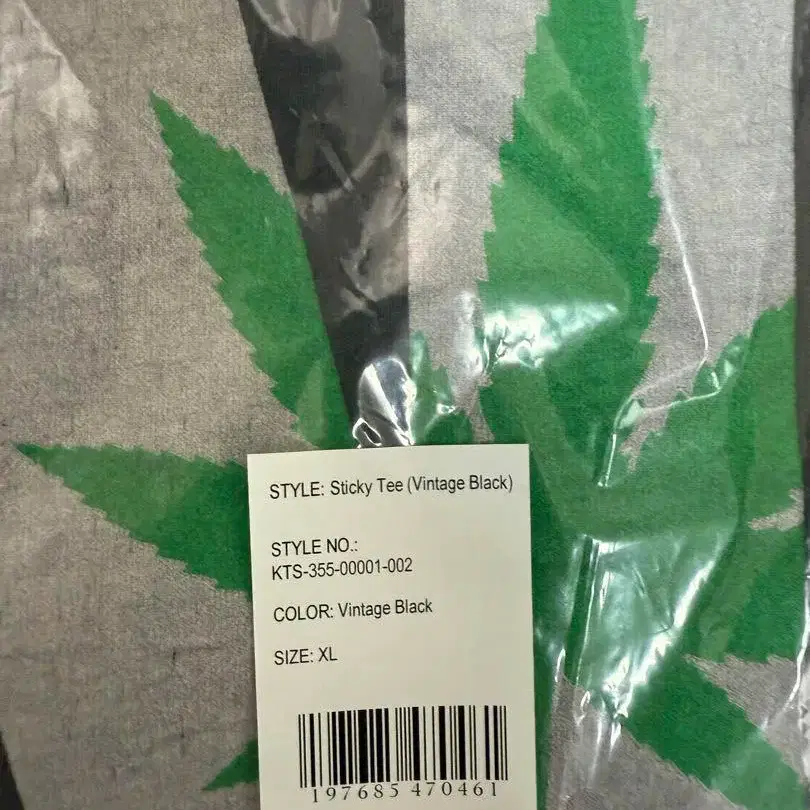 STYLE: Sticky Tee (Vintage Black)
STYLE NO.:
KTS-355-00001-002
COLOR: Vintage Black
SIZE: XL
197685 470461